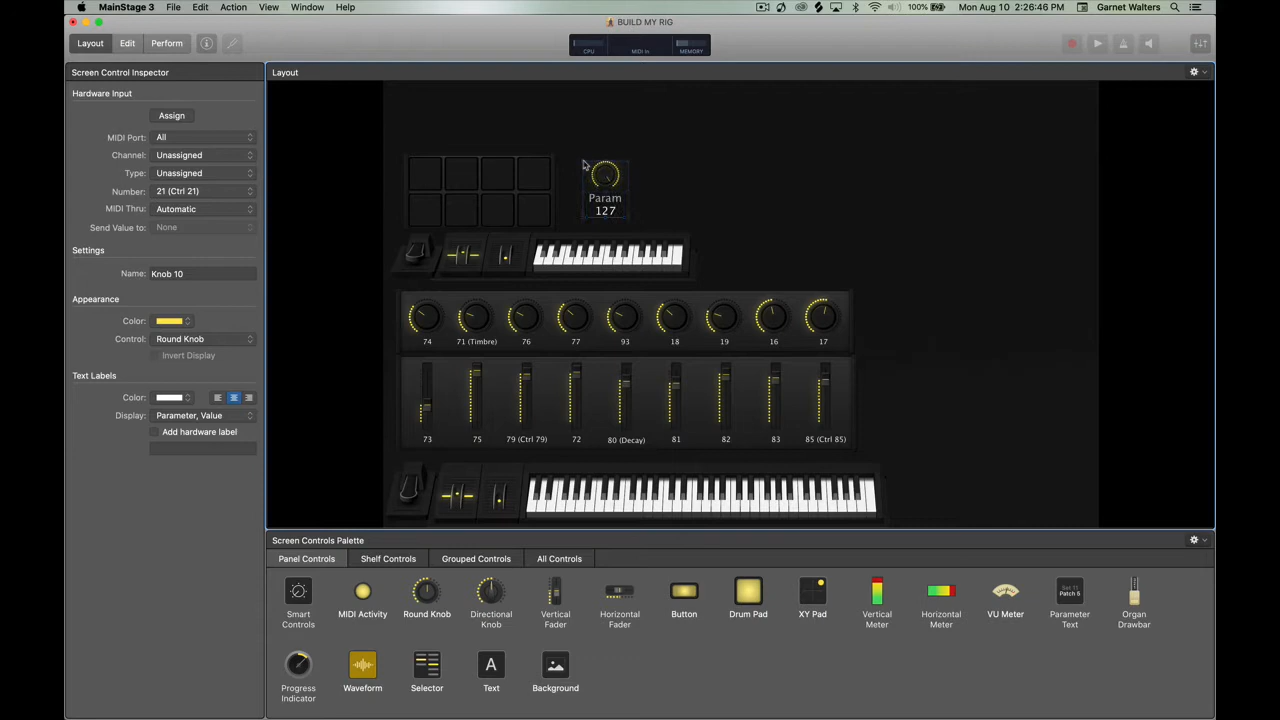 MainStage 3 File Edit Action View Window Help 100% Mon Aug 10 2:26:46 PM Garnet Walters
BUILD MY RIG
Layout Edit Perform
CPU MIDI In MEMORY
Screen Control Inspector
Hardware Input
Assign
MIDI Port: All
Channel: Unassigned
Type: Unassigned
Number: 21 (Ctrl 21)
MIDI Thru: Automatic
Send Value to: None
Settings
Name: Knob 10
Appearance
Color:
Control: Round Knob
Invert Display
Text Labels
Color:
Display: Parameter, Value
Add hardware label
Layout
Param
127
74 71 (Timbre) 76 77 93 18 19 16 17
73 75 79 (Ctrl 79) 72 80 (Decay) 81 82 83 85 (Ctrl 85)
Screen Controls Palette
Panel Controls Shelf Controls Grouped Controls All Controls
Smart Controls
MIDI Activity
Round Knob
Directional Knob
Vertical Fader
Horizontal Fader
Button
Drum Pad
XY Pad
Vertical Meter
Horizontal Meter
VU Meter
Set 11
Patch 5
Parameter Text
Organ Drawbar
Progress Indicator
Waveform
Selector
A
Text
Background